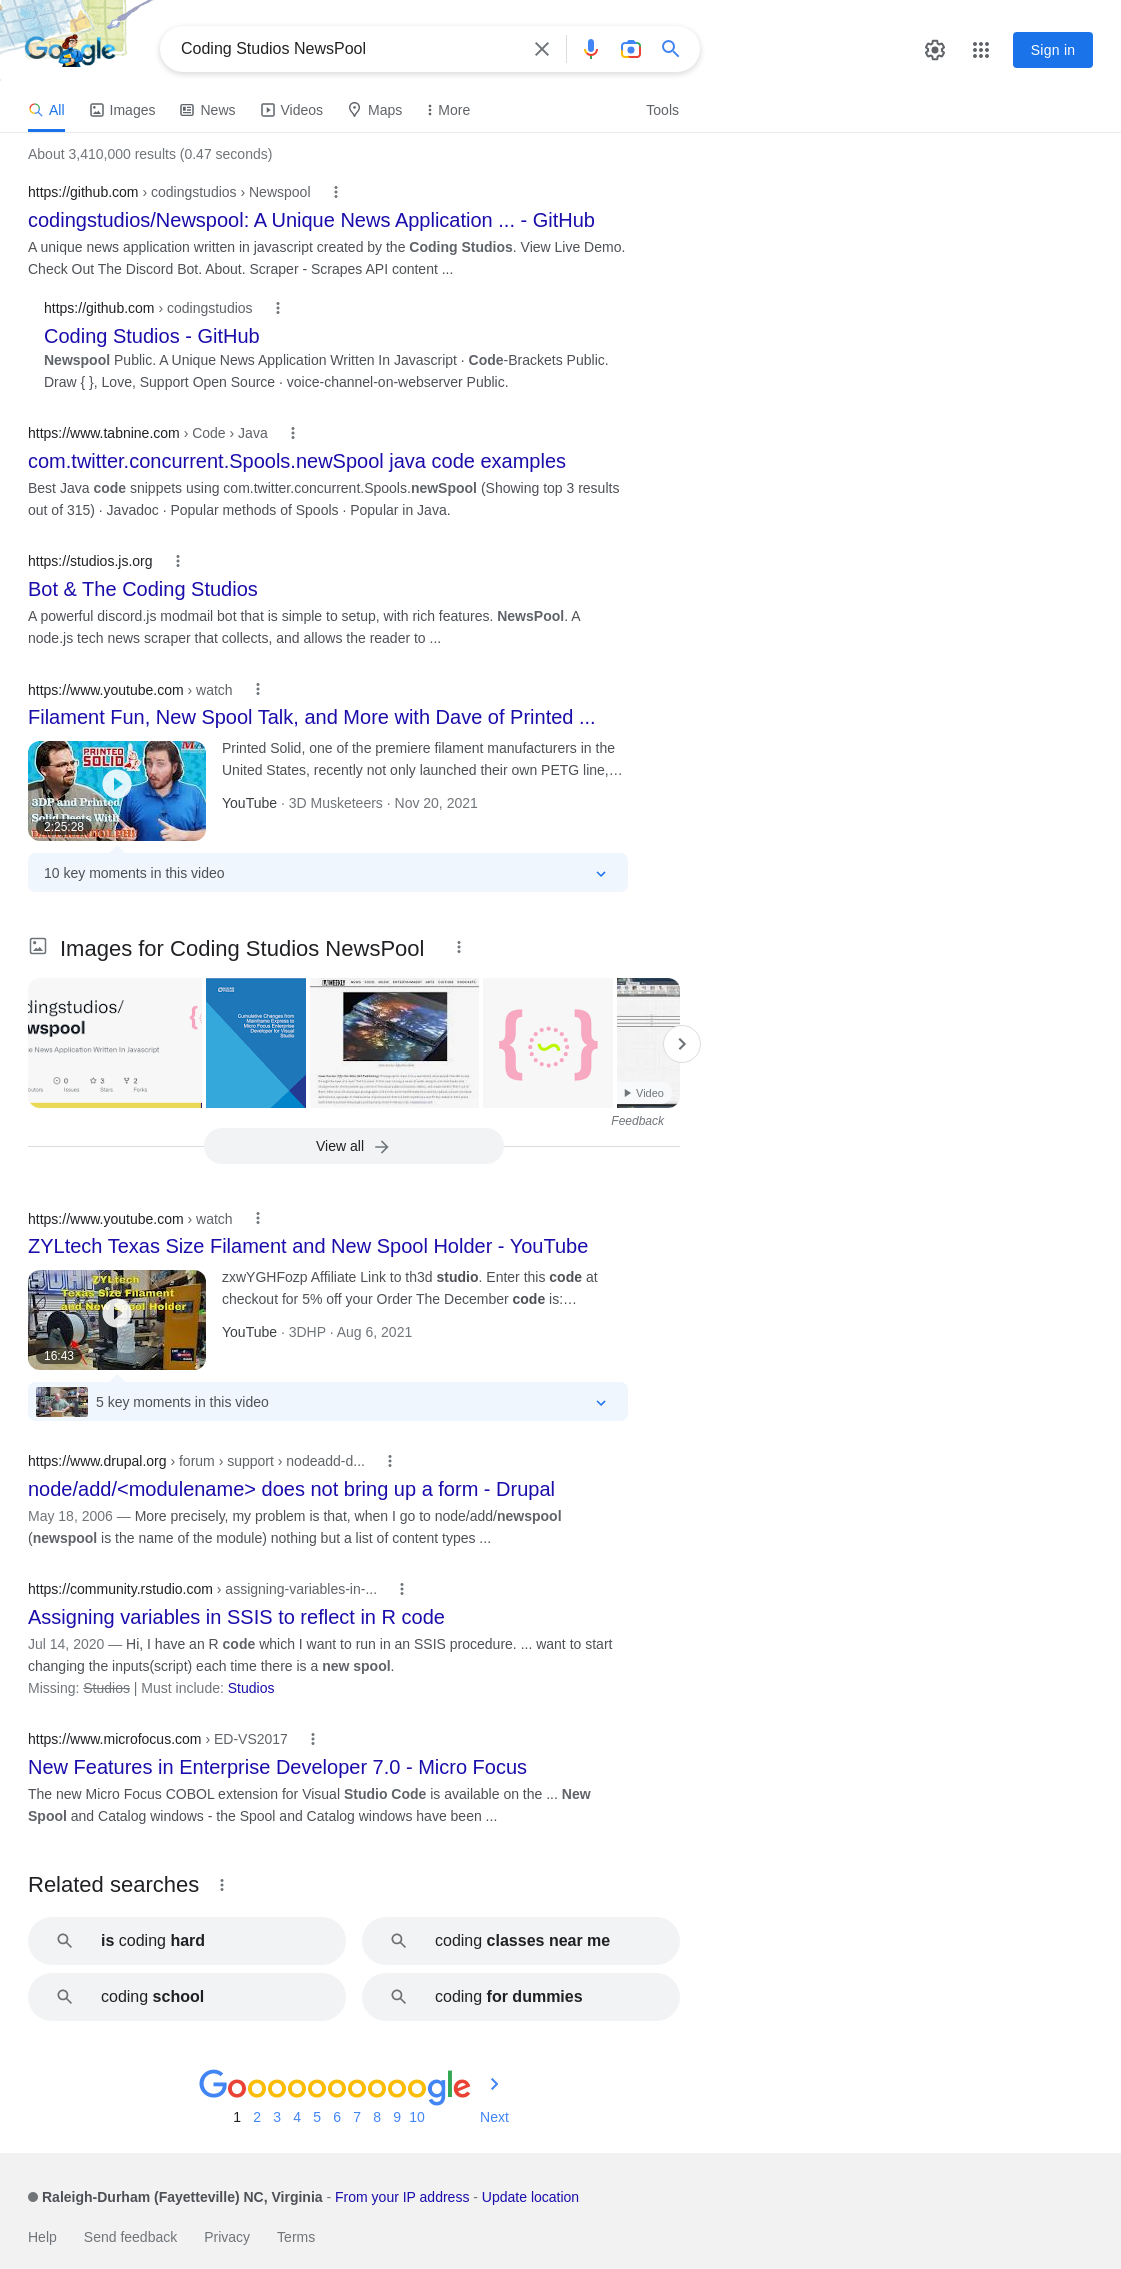 Google
Coding Studios NewsPool
Sign in
All
Images
News
Videos
Maps
More
Tools
About 3,410,000 results (0.47 seconds)
https://github.com › codingstudios › Newspool
codingstudios/Newspool: A Unique News Application ... - GitHub
A unique news application written in javascript created by the Coding Studios. View Live Demo.
Check Out The Discord Bot. About. Scraper - Scrapes API content ...
https://github.com › codingstudios
Coding Studios - GitHub
Newspool Public. A Unique News Application Written In Javascript · Code-Brackets Public.
Draw { }, Love, Support Open Source · voice-channel-on-webserver Public.
https://www.tabnine.com › Code › Java
com.twitter.concurrent.Spools.newSpool java code examples
Best Java code snippets using com.twitter.concurrent.Spools.newSpool (Showing top 3 results
out of 315) · Javadoc · Popular methods of Spools · Popular in Java.
https://studios.js.org
Bot & The Coding Studios
A powerful discord.js modmail bot that is simple to setup, with rich features. NewsPool. A
node.js tech news scraper that collects, and allows the reader to ...
https://www.youtube.com › watch
Filament Fun, New Spool Talk, and More with Dave of Printed ...
PRINTED
SOLID
3DP and Printed
Solid Deets With
2:25:28
Printed Solid, one of the premiere filament manufacturers in the
United States, recently not only launched their own PETG line,…
YouTube · 3D Musketeers · Nov 20, 2021
10 key moments in this video
Images for Coding Studios NewsPool
dingstudios/
wspool
e News Application Written In Javascript
0
3
2
butors
Issues
Stars
Forks
Cumulative Changes from
Mainframe Express to
Micro Focus Enterprise
Developer for Visual
Studio
Video
Feedback
View all
https://www.youtube.com › watch
ZYLtech Texas Size Filament and New Spool Holder - YouTube
ZYLtech
Texas Size Filament
and New Spool Holder
16:43
zxwYGHFozp Affiliate Link to th3d studio. Enter this code at
checkout for 5% off your Order The December code is:…
YouTube · 3DHP · Aug 6, 2021
5 key moments in this video
https://www.drupal.org › forum › support › nodeadd-d...
node/add/<modulename> does not bring up a form - Drupal
May 18, 2006 — More precisely, my problem is that, when I go to node/add/newspool
(newspool is the name of the module) nothing but a list of content types ...
https://community.rstudio.com › assigning-variables-in-...
Assigning variables in SSIS to reflect in R code
Jul 14, 2020 — Hi, I have an R code which I want to run in an SSIS procedure. ... want to start
changing the inputs(script) each time there is a new spool.
Missing: Studios | Must include: Studios
https://www.microfocus.com › ED-VS2017
New Features in Enterprise Developer 7.0 - Micro Focus
The new Micro Focus COBOL extension for Visual Studio Code is available on the ... New
Spool and Catalog windows - the Spool and Catalog windows have been ...
Related searches
is coding hard
coding classes near me
coding school
coding for dummies
Goooooooooogle
1 2 3 4 5 6 7 8 9 10 Next
Raleigh-Durham (Fayetteville) NC, Virginia - From your IP address - Update location
Help Send feedback Privacy Terms